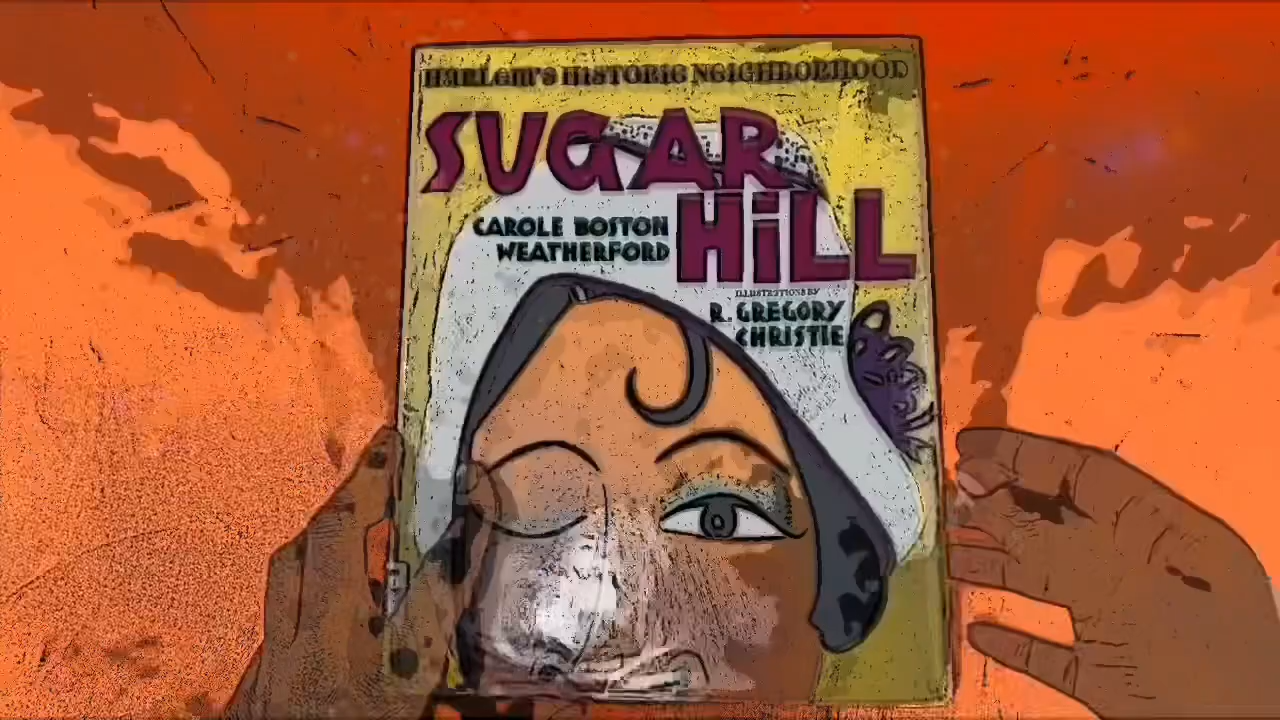 HARLEM'S HISTORIC NEIGHBORHOOD
SUGAR
HiLL
CAROLE BOSTON
WEATHERFORD
ILLUSTRATIONS BY
R. GREGORY
CHRISTIE